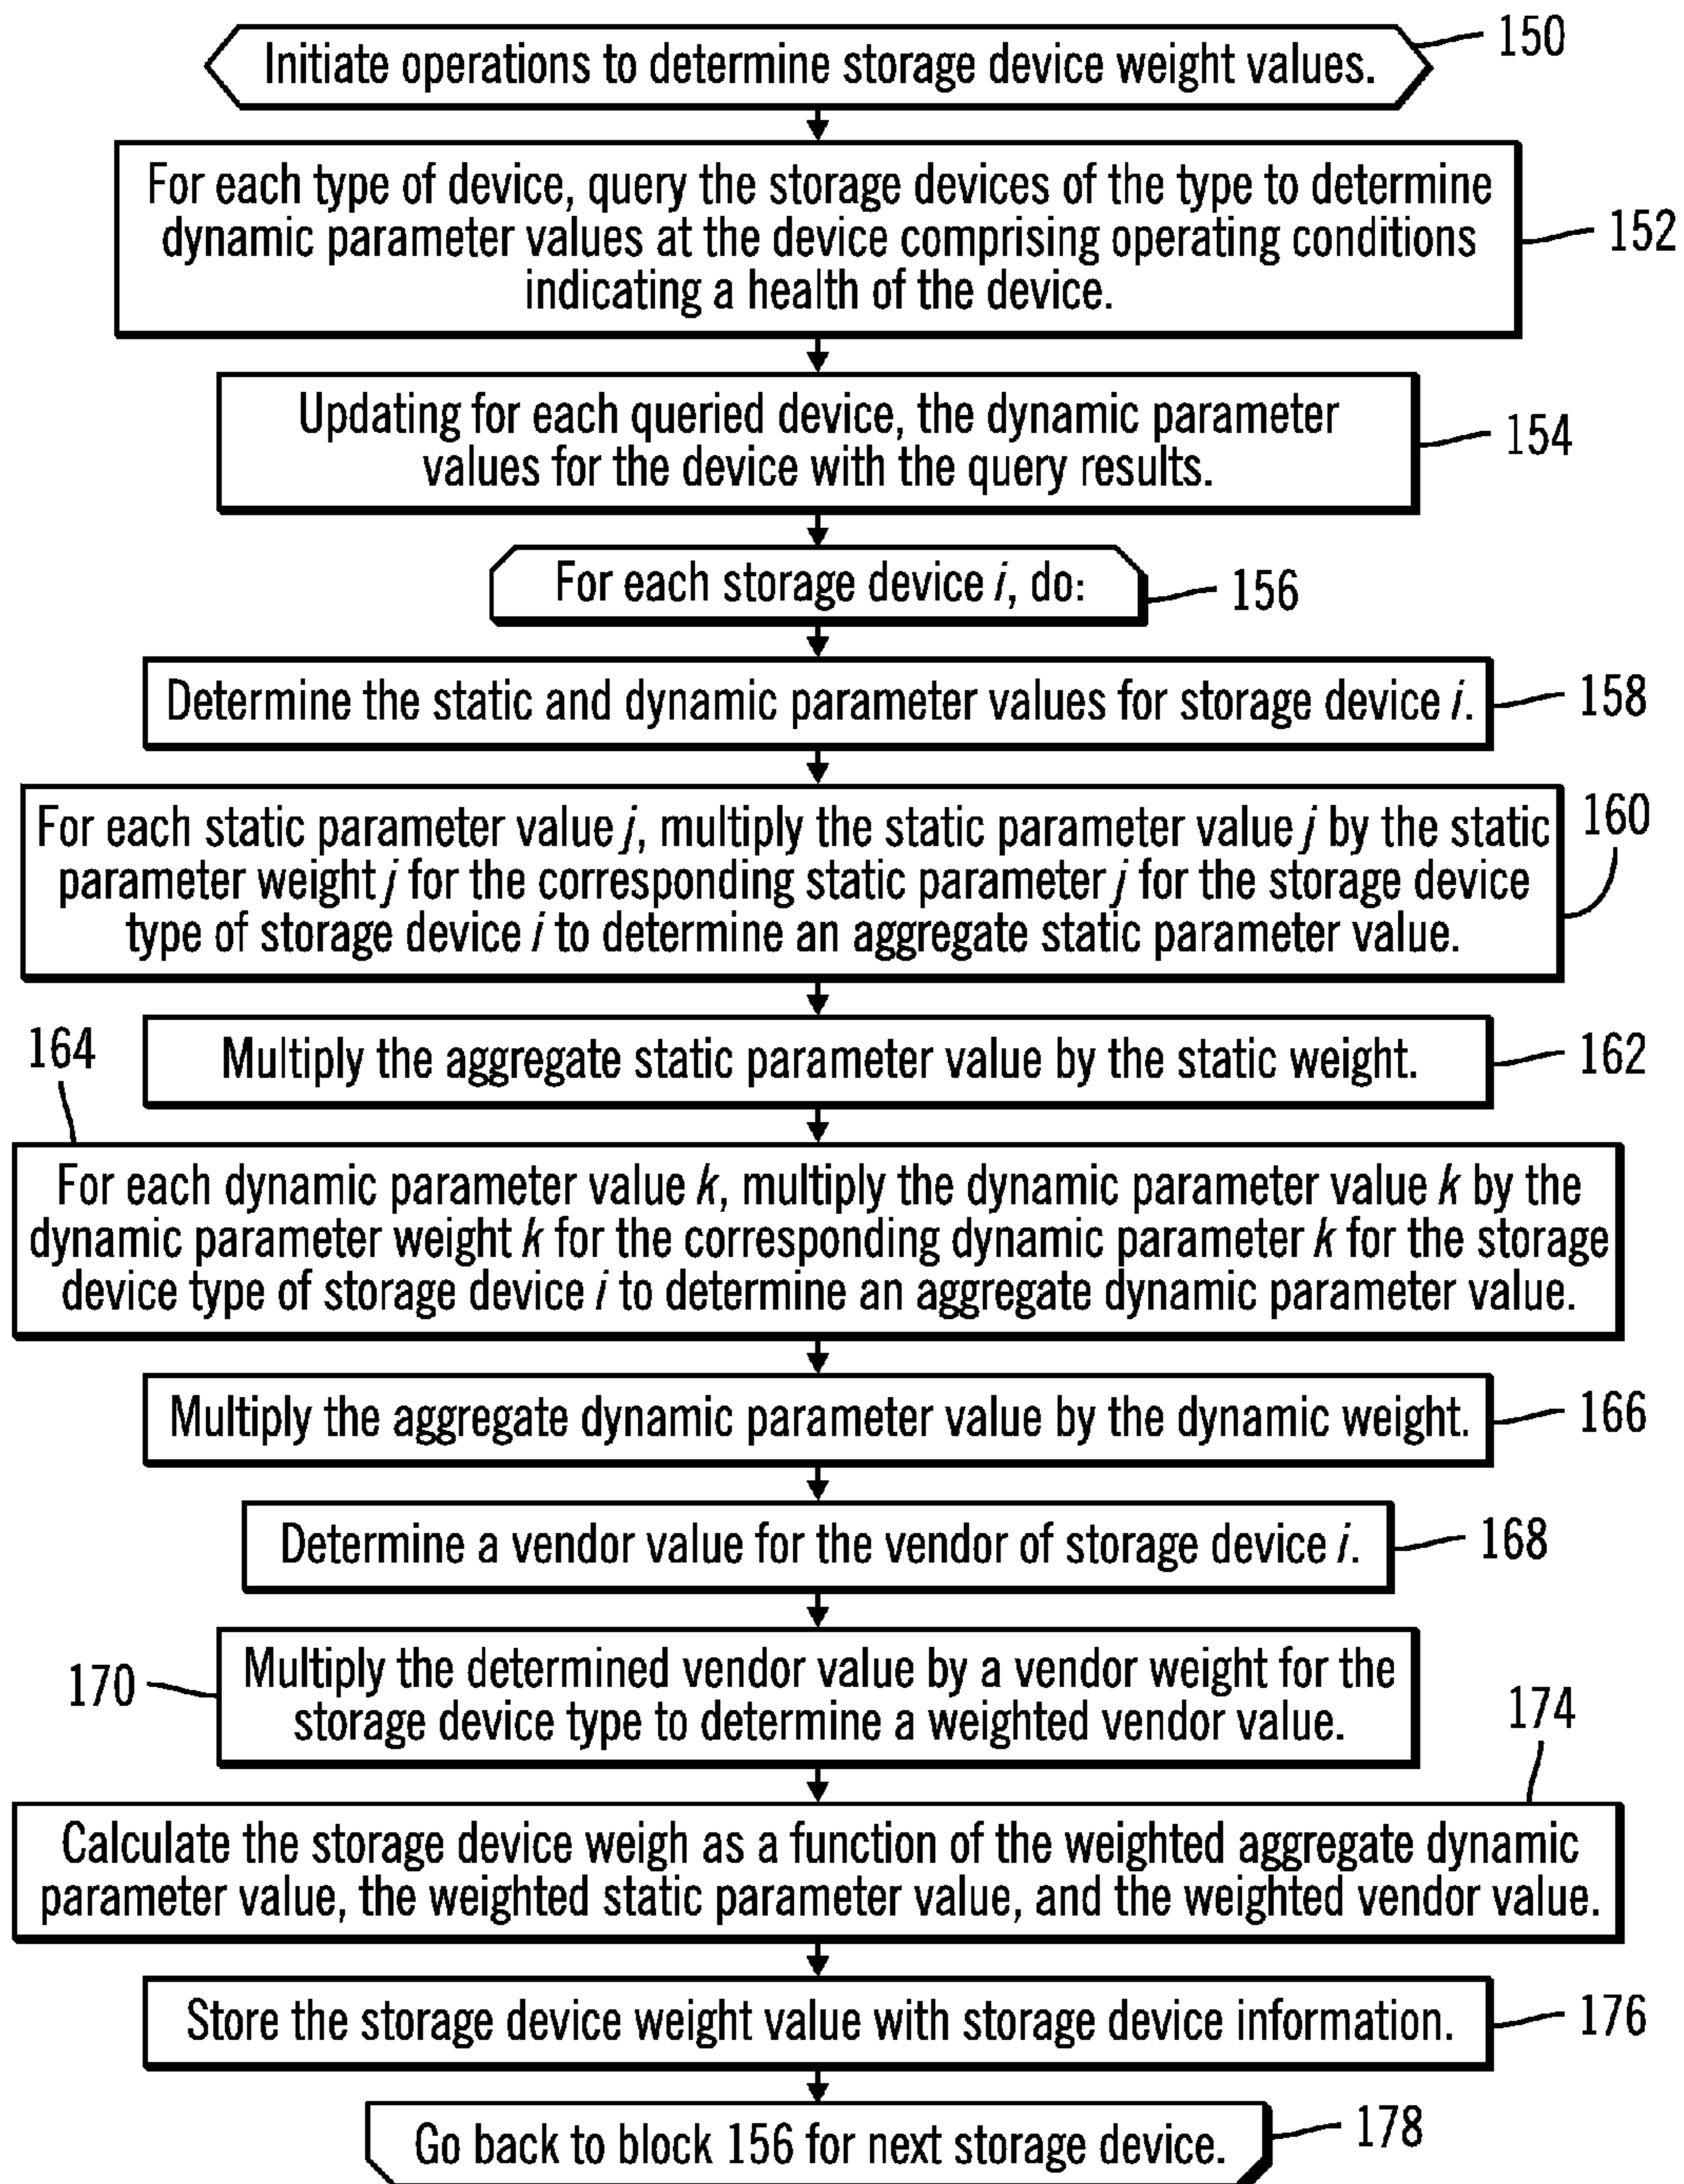 Initiate operations to determine storage device weight values.
150
For each type of device, query the storage devices of the type to determine
dynamic parameter values at the device comprising operating conditions
indicating a health of the device.
152
Updating for each queried device, the dynamic parameter
values for the device with the query results.
154
For each storage device i, do:
156
Determine the static and dynamic parameter values for storage device i.
158
For each static parameter value j, multiply the static parameter value j by the static
parameter weight j for the corresponding static parameter j for the storage device
type of storage device i to determine an aggregate static parameter value.
160
Multiply the aggregate static parameter value by the static weight.
162
164
For each dynamic parameter value k, multiply the dynamic parameter value k by the
dynamic parameter weight k for the corresponding dynamic parameter k for the storage
device type of storage device i to determine an aggregate dynamic parameter value.
Multiply the aggregate dynamic parameter value by the dynamic weight.
166
Determine a vendor value for the vendor of storage device i.
168
170
Multiply the determined vendor value by a vendor weight for the
storage device type to determine a weighted vendor value.
174
Calculate the storage device weigh as a function of the weighted aggregate dynamic
parameter value, the weighted static parameter value, and the weighted vendor value.
Store the storage device weight value with storage device information.
176
Go back to block 156 for next storage device.
178